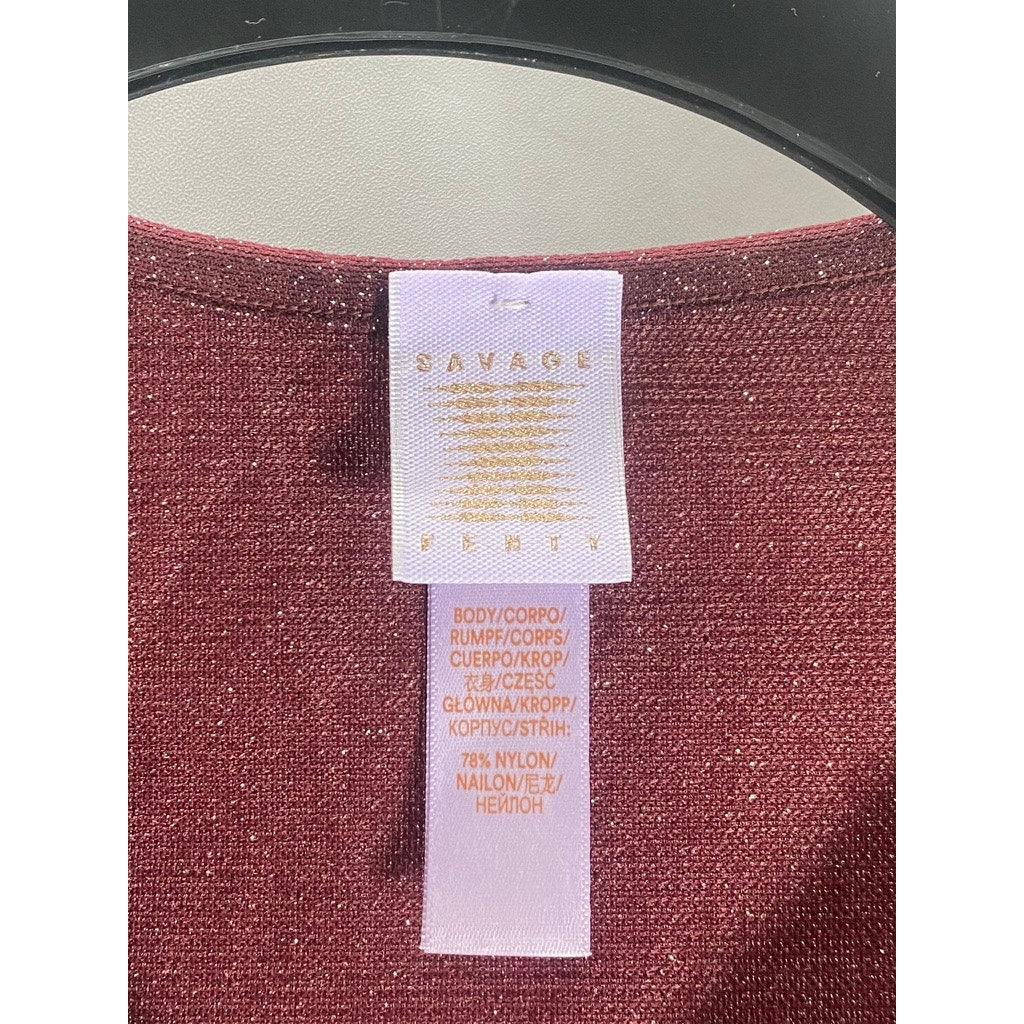 SAVAGE
FENTY
BODY/CORPO/
RUMPF/CORPS/
CUERPO/KROP/
衣身/CZĘŚĆ
GŁÓWNA/KROPP/
КОРПУС/STŘIH:
78% NYLON/
NAILON/尼龙/
НЕЙЛОН